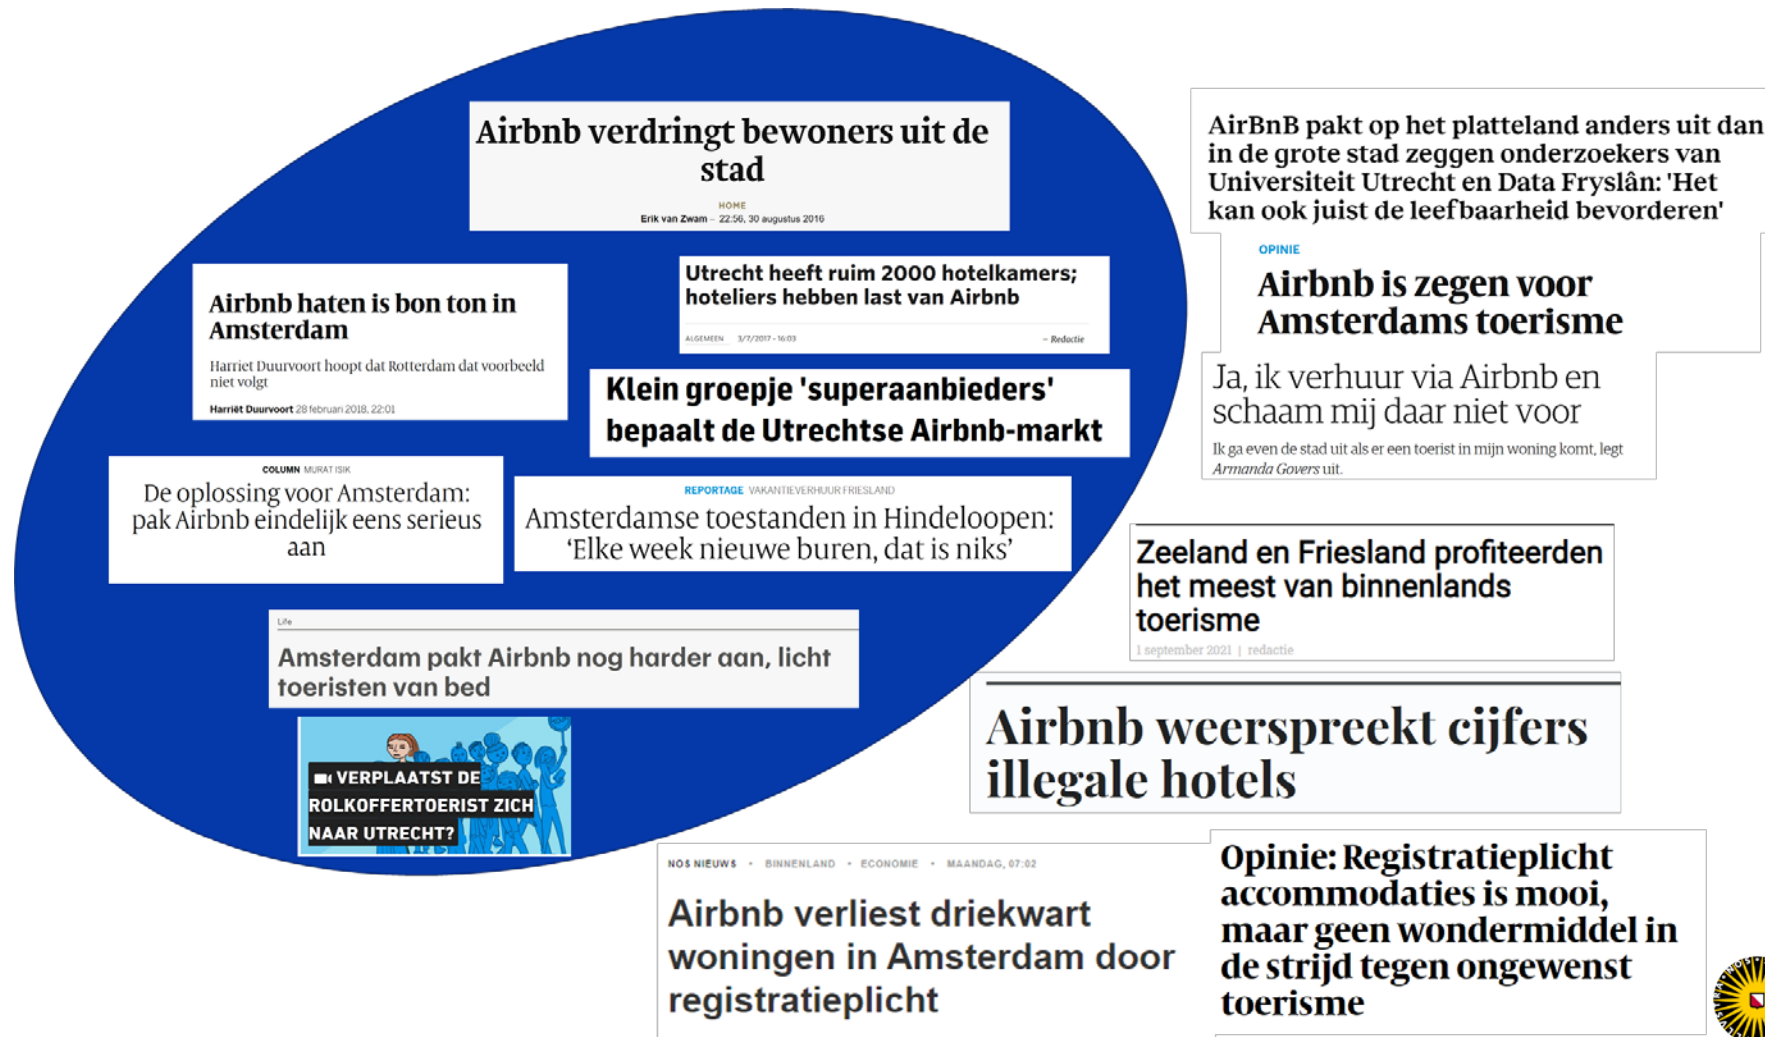 Airbnb verdringt bewoners uit de
stad
HOME
Erik van Zwam – 22:56, 30 augustus 2016
Airbnb haten is bon ton in
Amsterdam
Harriet Duurvoort hoopt dat Rotterdam dat voorbeeld
niet volgt
Harriët Duurvoort 28 februari 2018, 22:01
Utrecht heeft ruim 2000 hotelkamers;
hoteliers hebben last van Airbnb
ALGEMEEN 3/7/2017 - 16:03 – Redactie
Klein groepje 'superaanbieders'
bepaalt de Utrechtse Airbnb-markt
COLUMN MURAT ISIK
De oplossing voor Amsterdam:
pak Airbnb eindelijk eens serieus
aan
REPORTAGE VAKANTIEVERHUUR FRIESLAND
Amsterdamse toestanden in Hindeloopen:
‘Elke week nieuwe buren, dat is niks’
Life
Amsterdam pakt Airbnb nog harder aan, licht
toeristen van bed
VERPLAATST DE
ROLKOFFERTOERIST ZICH
NAAR UTRECHT?
AirBnB pakt op het platteland anders uit dan
in de grote stad zeggen onderzoekers van
Universiteit Utrecht en Data Fryslân: 'Het
kan ook juist de leefbaarheid bevorderen'
OPINIE
Airbnb is zegen voor
Amsterdams toerisme
Ja, ik verhuur via Airbnb en
schaam mij daar niet voor
Ik ga even de stad uit als er een toerist in mijn woning komt, legt
Armanda Govers uit.
Zeeland en Friesland profiteerden
het meest van binnenlands
toerisme
1 september 2021 | redactie
Airbnb weerspreekt cijfers
illegale hotels
NOS NIEUWS • BINNENLAND • ECONOMIE • MAANDAG, 07:02
Airbnb verliest driekwart
woningen in Amsterdam door
registratieplicht
Opinie: Registratieplicht
accommodaties is mooi,
maar geen wondermiddel in
de strijd tegen ongewenst
toerisme